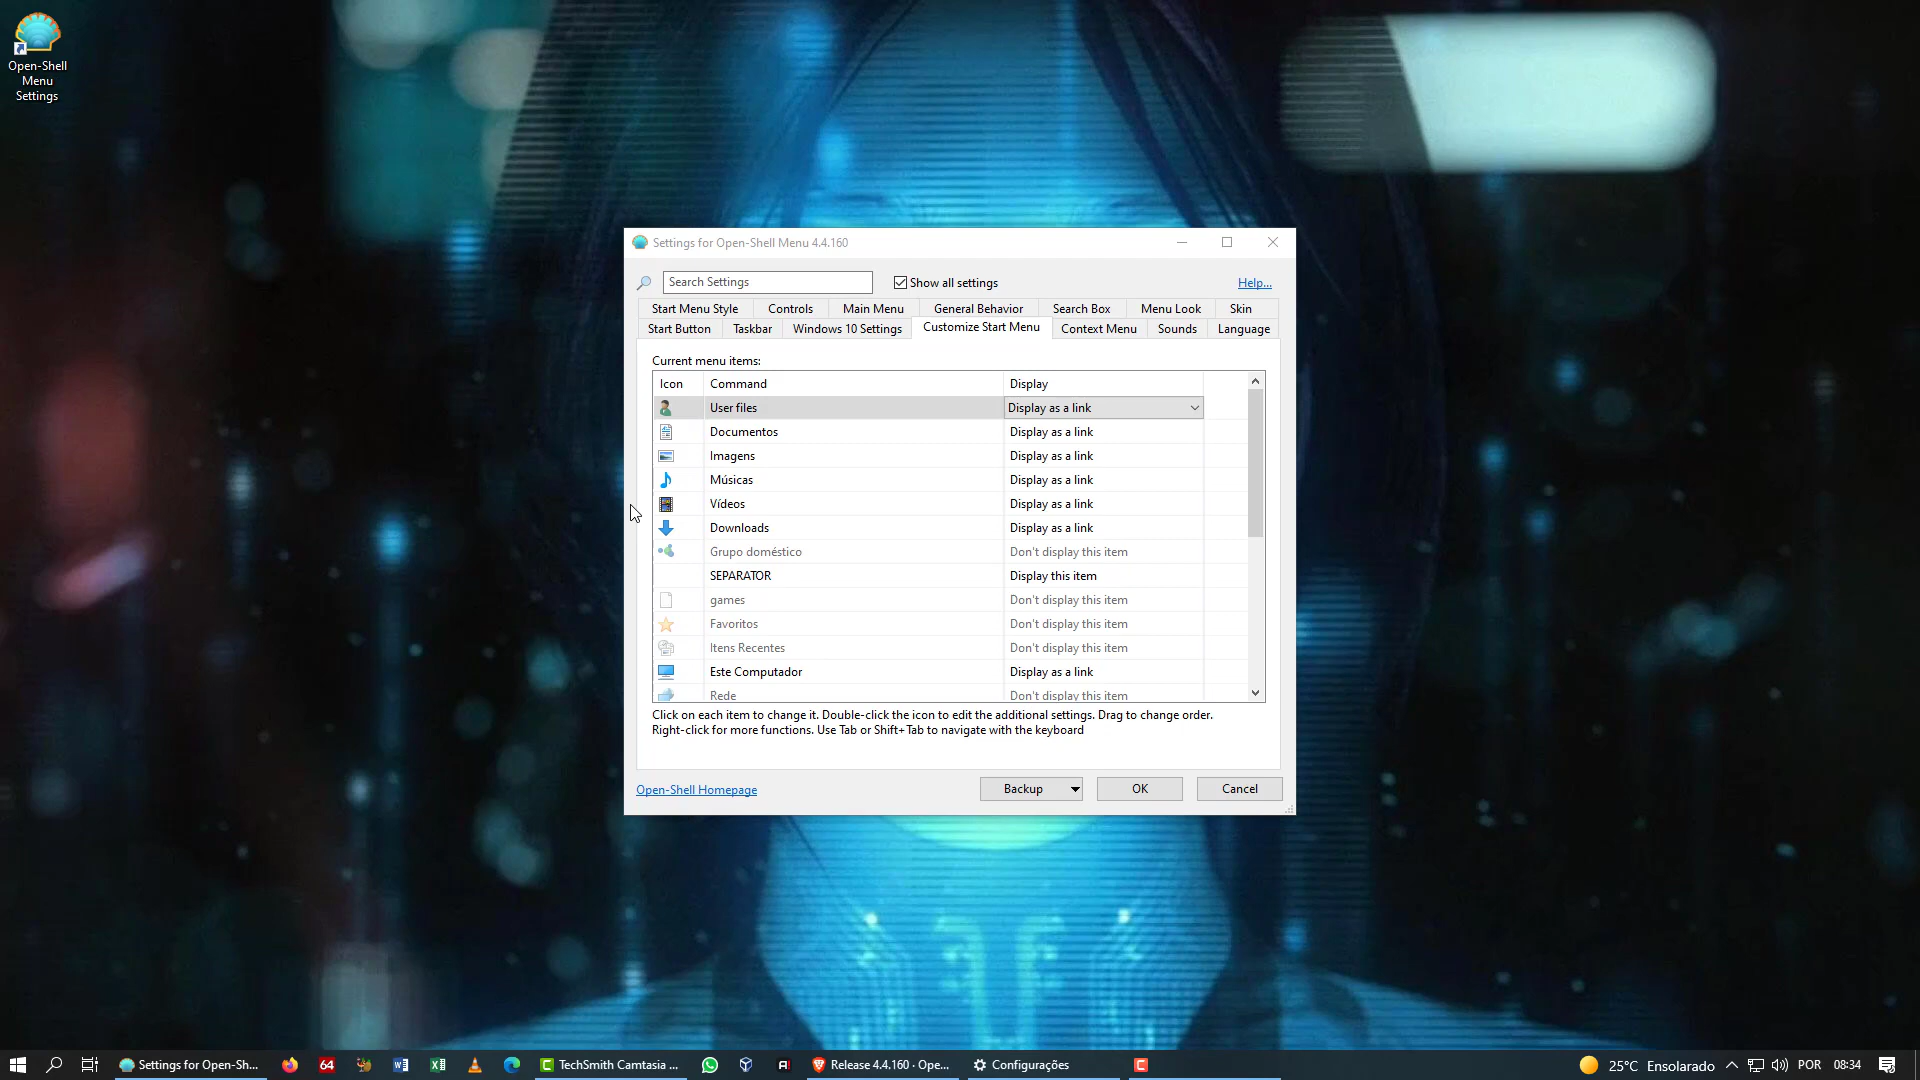 Open-Shell
Menu
Settings
Settings for Open-Shell Menu 4.4.160
Search Settings
Show all settings
Help...
Start Menu Style
Controls
Main Menu
General Behavior
Search Box
Menu Look
Skin
Start Button
Taskbar
Windows 10 Settings
Customize Start Menu
Context Menu
Sounds
Language
Current menu items:
Icon Command Display
User files Display as a link
Documentos Display as a link
Imagens Display as a link
Músicas Display as a link
Vídeos Display as a link
Downloads Display as a link
Grupo doméstico Don't display this item
SEPARATOR Display this item
games Don't display this item
Favoritos Don't display this item
Itens Recentes Don't display this item
Este Computador Display as a link
Rede Don't display this item
Click on each item to change it. Double-click the icon to edit the additional settings. Drag to change order.
Right-click for more functions. Use Tab or Shift+Tab to navigate with the keyboard
Open-Shell Homepage
Backup
OK
Cancel
Settings for Open-Sh...
64
TechSmith Camtasia ...
AI
Release 4.4.160 · Ope...
Configurações
25°C Ensolarado
POR
08:34